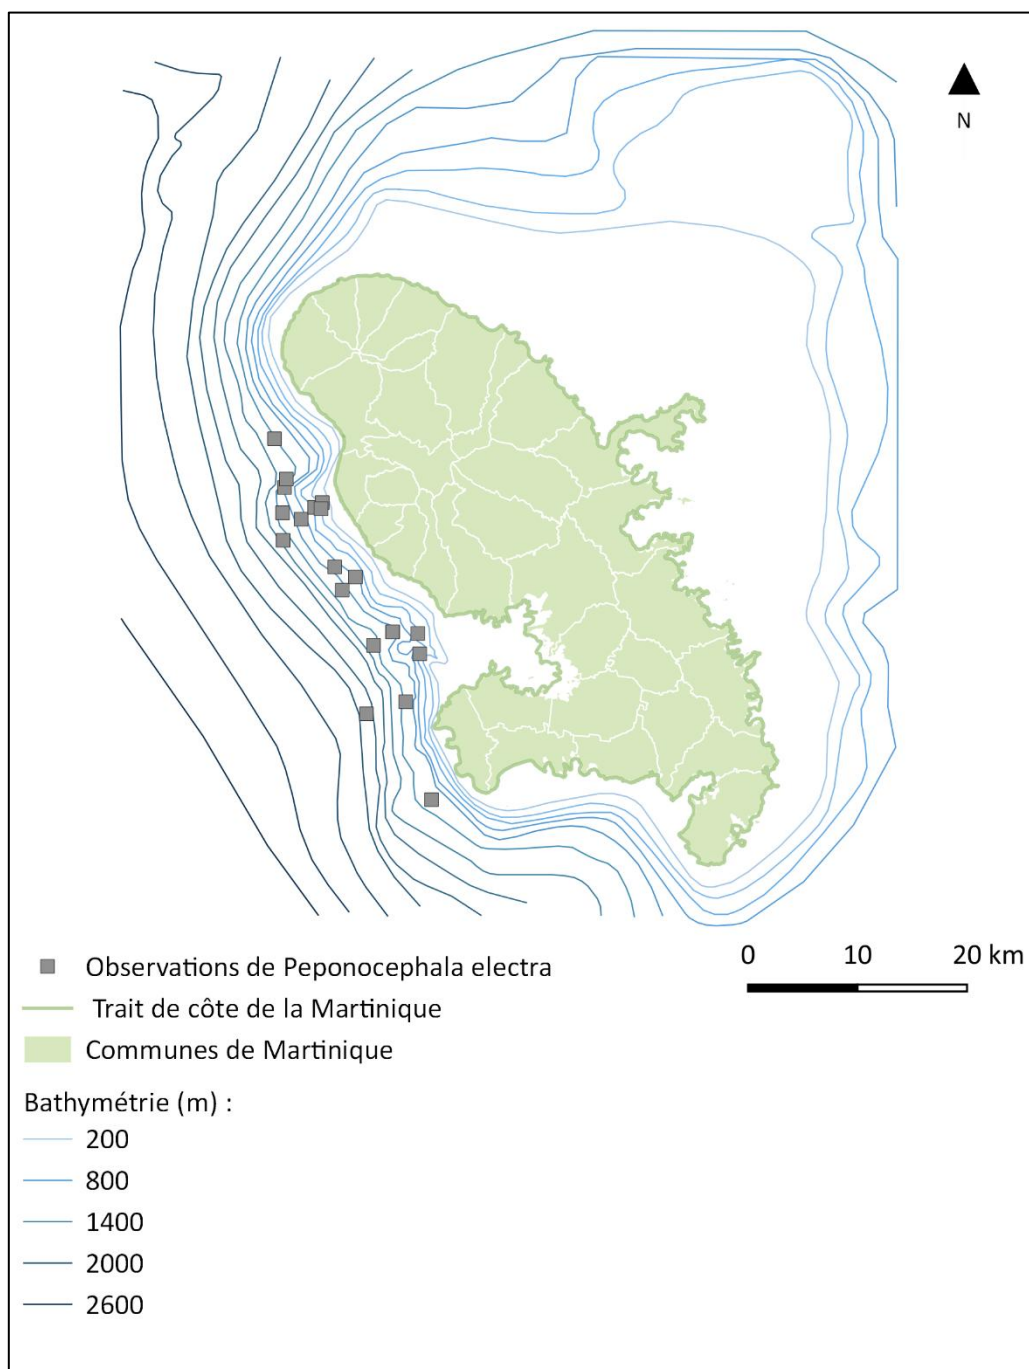 N
0 10 20 km
Observations de Peponocephala electra
Trait de côte de la Martinique
Communes de Martinique
Bathymétrie (m) :
200
800
1400
2000
2600